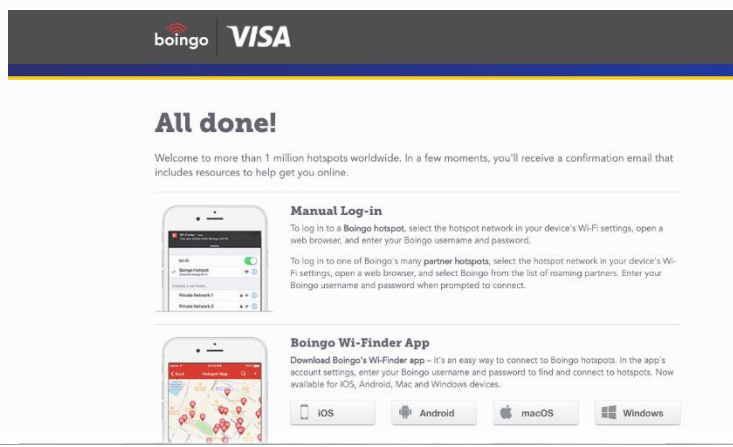 boingo VISA
All done!
Welcome to more than 1 million hotspots worldwide. In a few moments, you'll receive a confirmation email that
includes resources to help get you online.
Manual Log-in
To log in to a Boingo hotspot, select the hotspot network in your device's Wi-Fi settings, open a
web browser, and enter your Boingo username and password.
To log in to one of Boingo's many partner hotspots, select the hotspot network in your device's Wi-
Fi settings, open a web browser, and select Boingo from the list of roaming partners. Enter your
Boingo username and password when prompted to connect.
Wi-Fi
Boingo Hotspot
Private Network 1
Private Network 2
Boingo Wi-Finder App
Download Boingo's Wi-Finder app – it's an easy way to connect to Boingo hotspots. In the app's
account settings, enter your Boingo username and password to find and connect to hotspots. Now
available for iOS, Android, Mac and Windows devices.
Back Hotspot Map
iOS Android macOS Windows